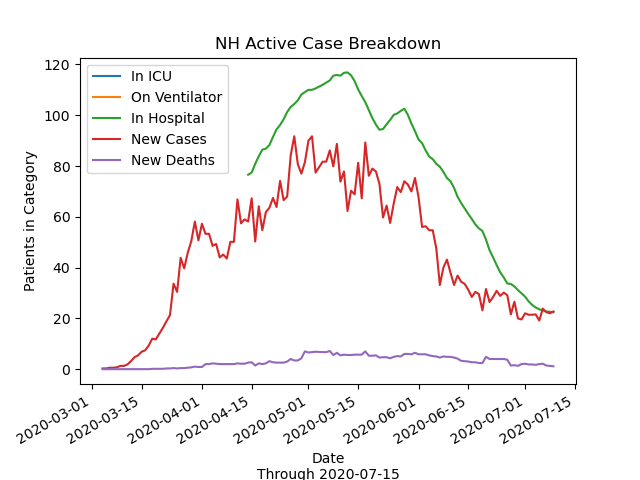 NH Active Case Breakdown
In ICU
On Ventilator
In Hospital
New Cases
New Deaths
Patients in Category
120
100
80
60
40
20
0
2020-03-01
2020-03-15
2020-04-01
2020-04-15
2020-05-01
2020-05-15
2020-06-01
2020-06-15
2020-07-01
2020-07-15
Date
Through 2020-07-15